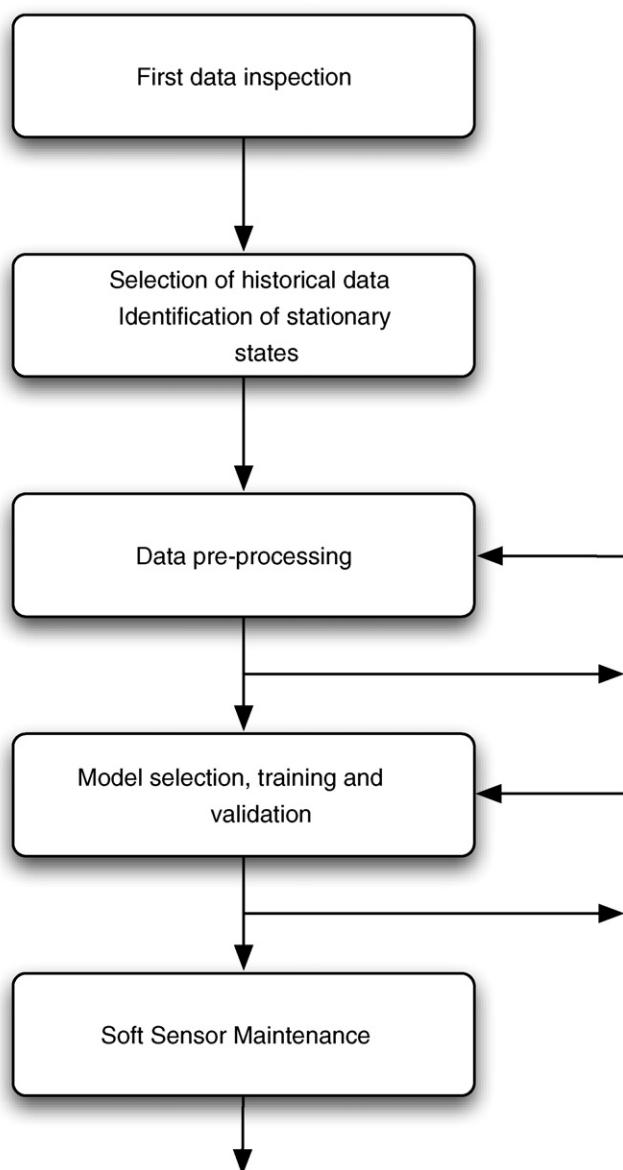 First data inspection
Selection of historical data
Identification of stationary
states
Data pre-processing
Model selection, training and
validation
Soft Sensor Maintenance